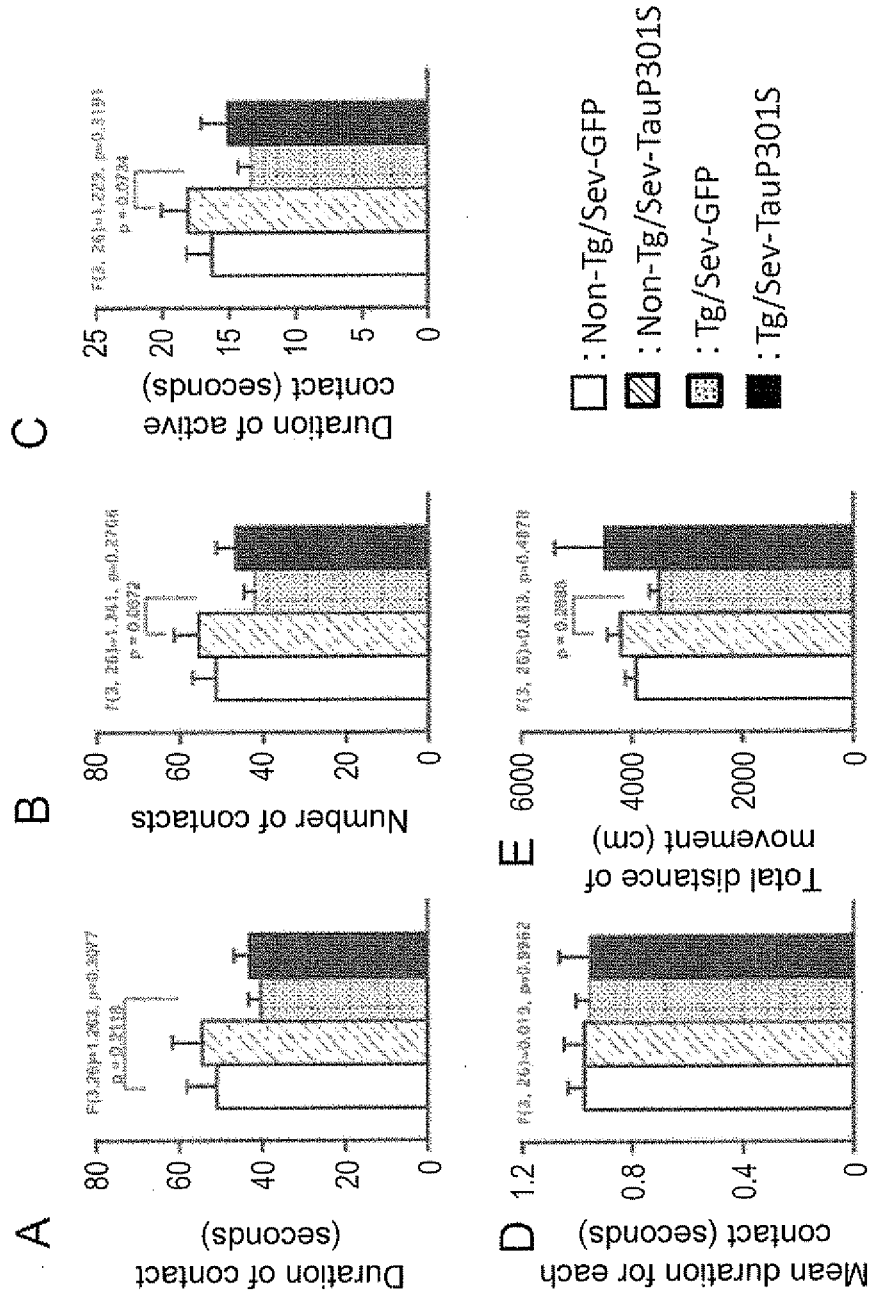 A
Duration of contact
(seconds)
80
60
40
20
0
B
Number of contacts
80
60
40
20
0
C
Duration of active
contact (seconds)
25
20
15
10
5
0
D
Mean duration for each
contact (seconds)
1.2
0.8
0.4
0
E
Total distance of
movement (cm)
6000
4000
2000
0
: Non-Tg/Sev-GFP
: Non-Tg/Sev-TauP301S
: Tg/Sev-GFP
: Tg/Sev-TauP301S